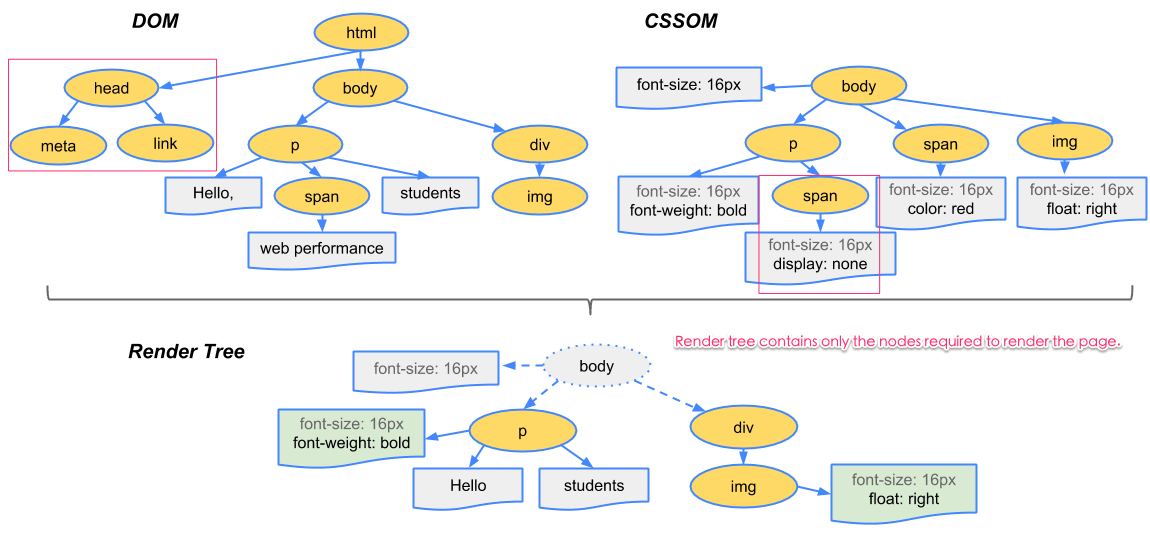 DOM
CSSOM
html
head
body
meta
link
p
div
Hello,
span
students
img
web performance
font-size: 16px
body
p
span
img
font-size: 16px
font-weight: bold
span
font-size: 16px
color: red
font-size: 16px
float: right
font-size: 16px
display: none
Render Tree
Render tree contains only the nodes required to render the page.
font-size: 16px
body
font-size: 16px
font-weight: bold
p
div
Hello
students
img
font-size: 16px
float: right